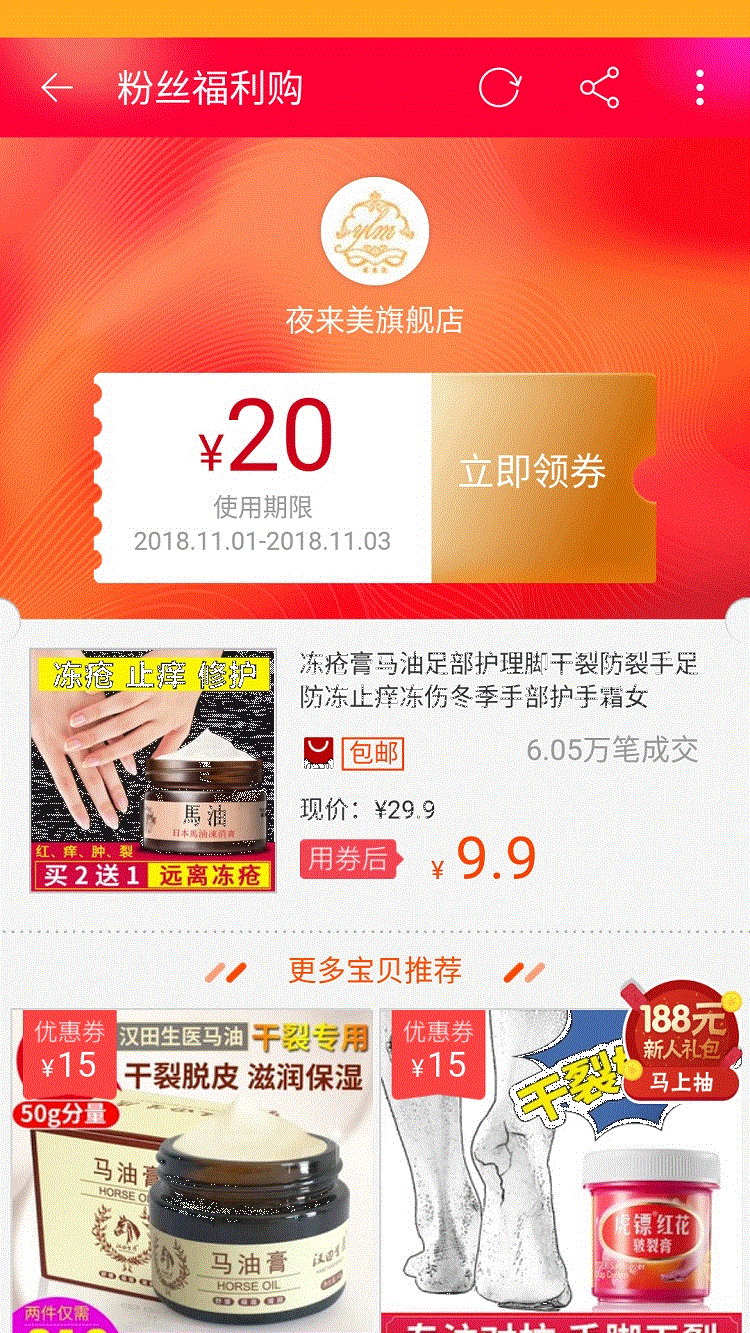 粉丝福利购
ylm
夜来美旗舰店
¥20
使用期限
2018.11.01-2018.11.03
立即领券
冻疮 止痒 修护
馬油
日本馬油凍瘡膏
红、痒、肿、裂
买2送1 远离冻疮
冻疮膏马油足部护理脚干裂防裂手足
防冻止痒冻伤冬季手部护手霜女
包邮
6.05万笔成交
现价：¥29.9
用券后
¥ 9.9
更多宝贝推荐
优惠券
¥15
汉田生医马油 干裂专用
干裂脱皮 滋润保湿
50g分量
马油膏
HORSE OIL
马油膏
HORSE OIL
两件仅需
优惠券
¥15
干裂
188元
新人礼包
马上抽
虎镖红花
皲裂膏